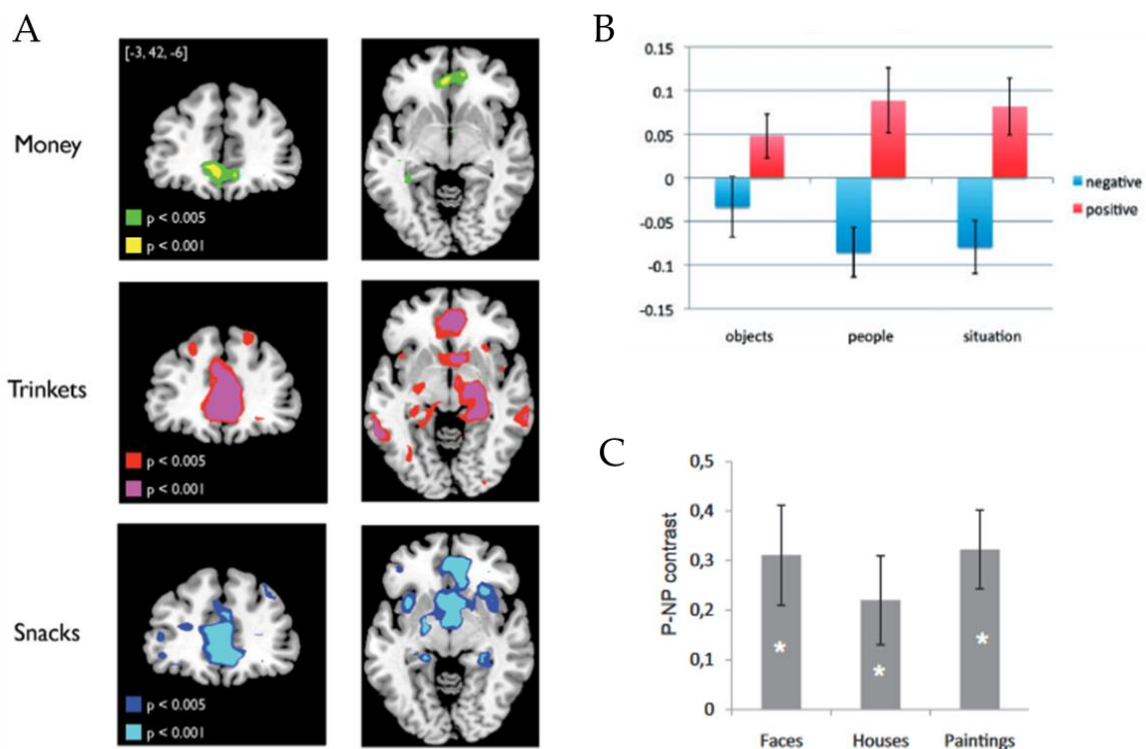 A
[-3, 42, -6]
Money
p < 0.005
p < 0.001
Trinkets
p < 0.005
p < 0.001
Snacks
p < 0.005
p < 0.001
B
0.15
0.1
0.05
0
-0.05
-0.1
-0.15
objects people situation
negative
positive
C
P-NP contrast
0,5
0,4
0,3
0,2
0,1
0
* * *
Faces Houses Paintings